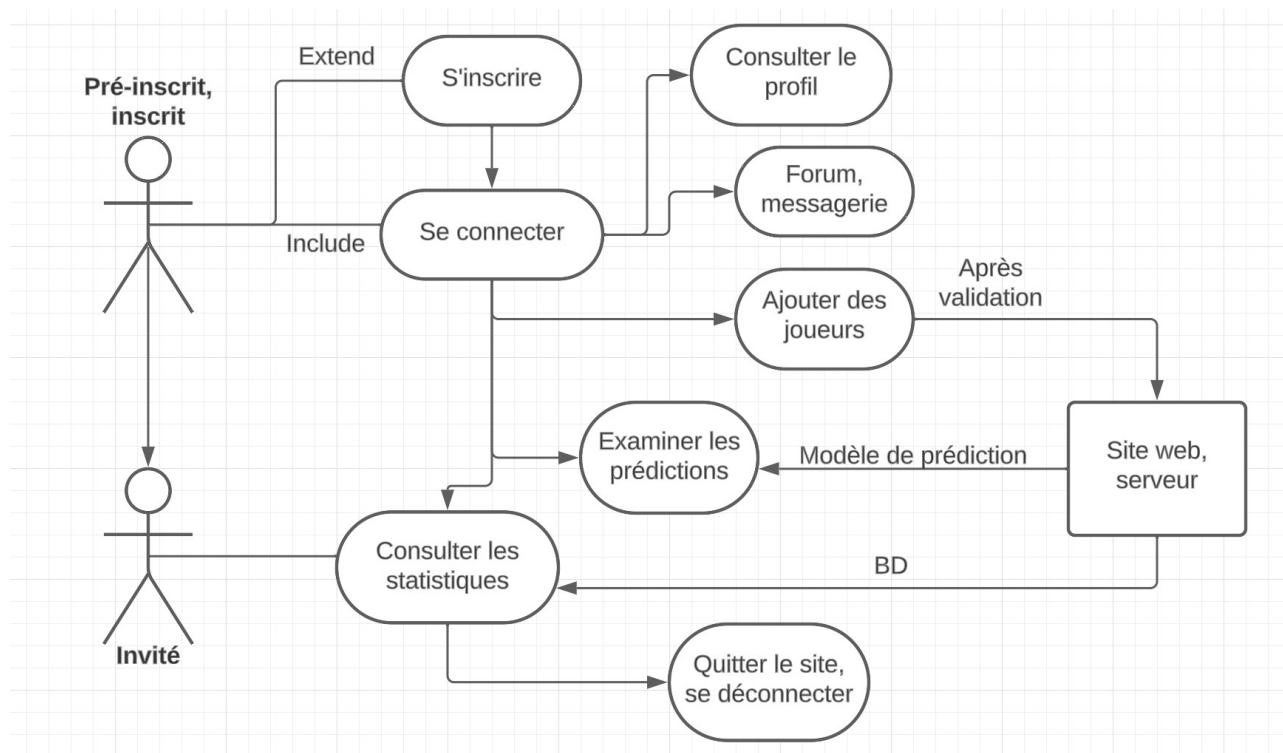 Extend
S'inscrire
Consulter le
profil
Pré-inscrit,
inscrit
Forum,
messagerie
Include
Se connecter
Après
validation
Ajouter des
joueurs
Examiner les
prédictions
Modèle de prédiction
Site web,
serveur
Consulter les
statistiques
BD
Invité
Quitter le site,
se déconnecter